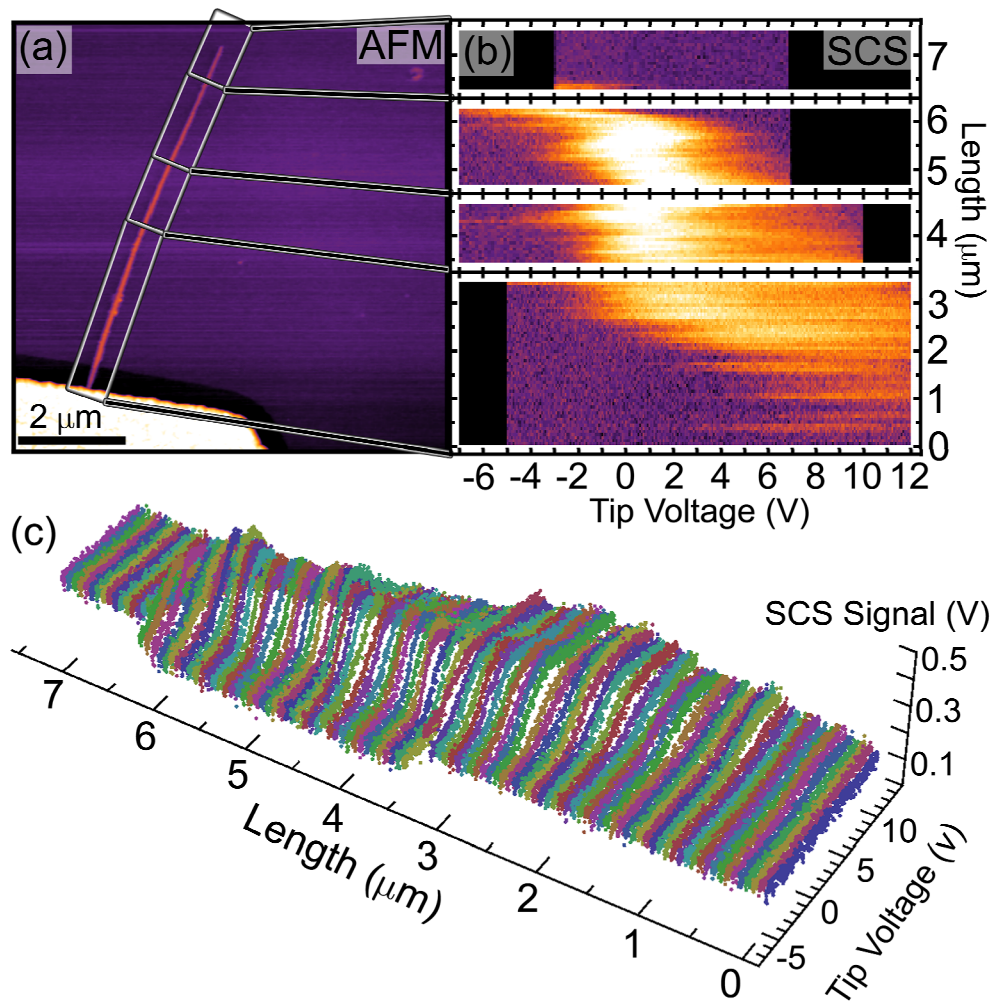 (a) AFM
2 μm
(b) SCS
7
6
5
4
3
2
1
0
Length (μm)
-6 -4 -2 0 2 4 6 8 10 12
Tip Voltage (V)
(c)
SCS Signal (V)
0.5
0.3
0.1
7 6 5 4 3 2 1 0
Length (μm)
-5 0 5 10
Tip Voltage (v)